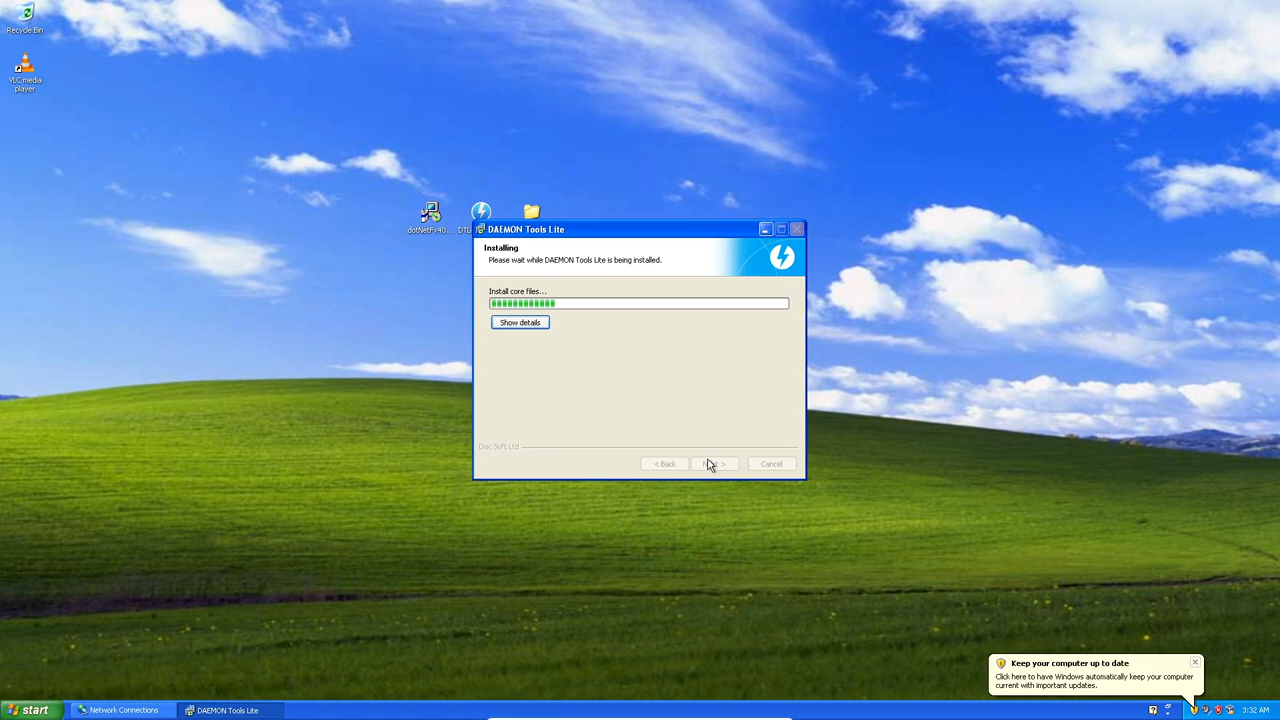 Recycle Bin
VLC media
player
dotNetFx40...
DAEMON Tools Lite
Installing
Please wait while DAEMON Tools Lite is being installed.
Install core files...
Show details
Disc Soft Ltd
< Back
Cancel
Keep your computer up to date
Click here to have Windows automatically keep your computer
current with important updates.
start
Network Connections
DAEMON Tools Lite
3:32 AM